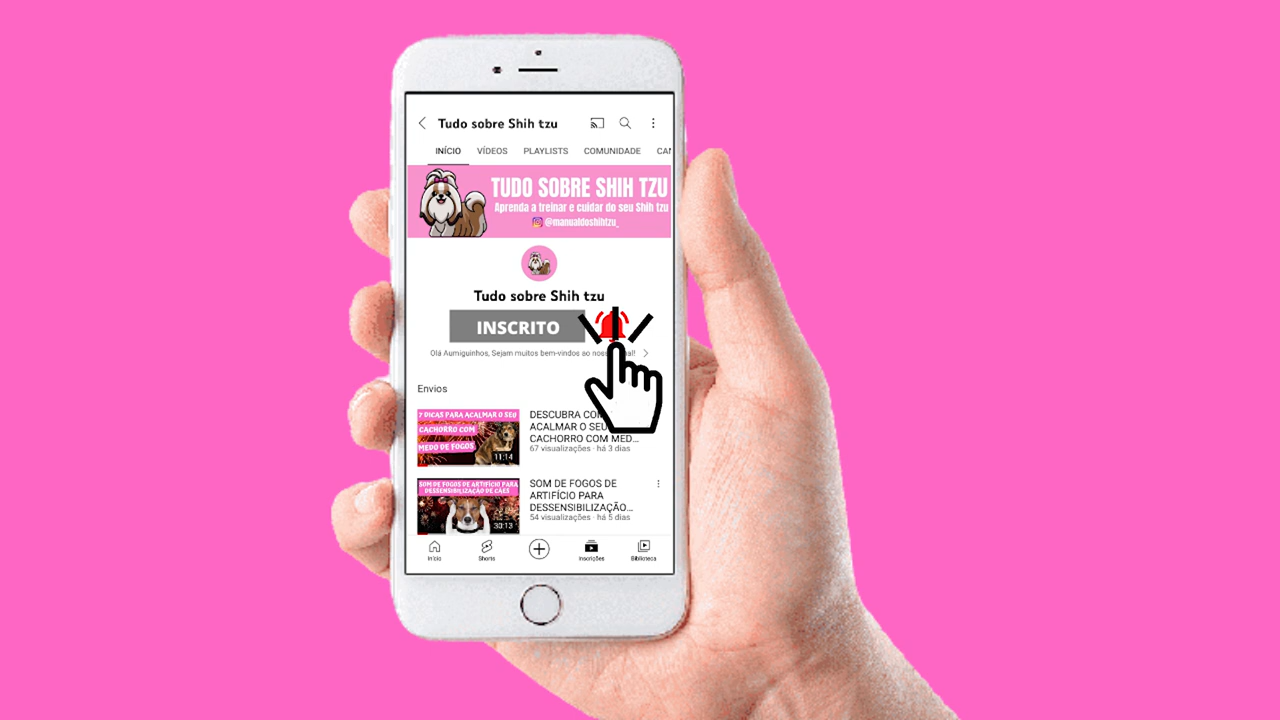 Tudo sobre Shih tzu
INÍCIO VÍDEOS PLAYLISTS COMUNIDADE CAN
TUDO SOBRE SHIH TZU
Aprenda a treinar e cuidar do seu Shih tzu
@manualdoshihtzu_
Tudo sobre Shih tzu
INSCRITO
Olá Aumiguinhos, Sejam muitos bem-vindos ao
Envios
7 DICAS PARA ACALMAR O SEU
CACHORRO COM
MEDO DE FOGOS
11:14
DESCUBRA
ACALMAR O SEU
CACHORRO COM MED...
67 visualizações · há 3 dias
SOM DE FOGOS DE ARTIFÍCIO PARA
DESSENSIBILIZAÇÃO DE CÃES
30:13
SOM DE FOGOS DE
ARTIFÍCIO PARA
DESSENSIBILIZAÇÃO...
54 visualizações · há 5 dias
Início Shorts Inscrições Biblioteca